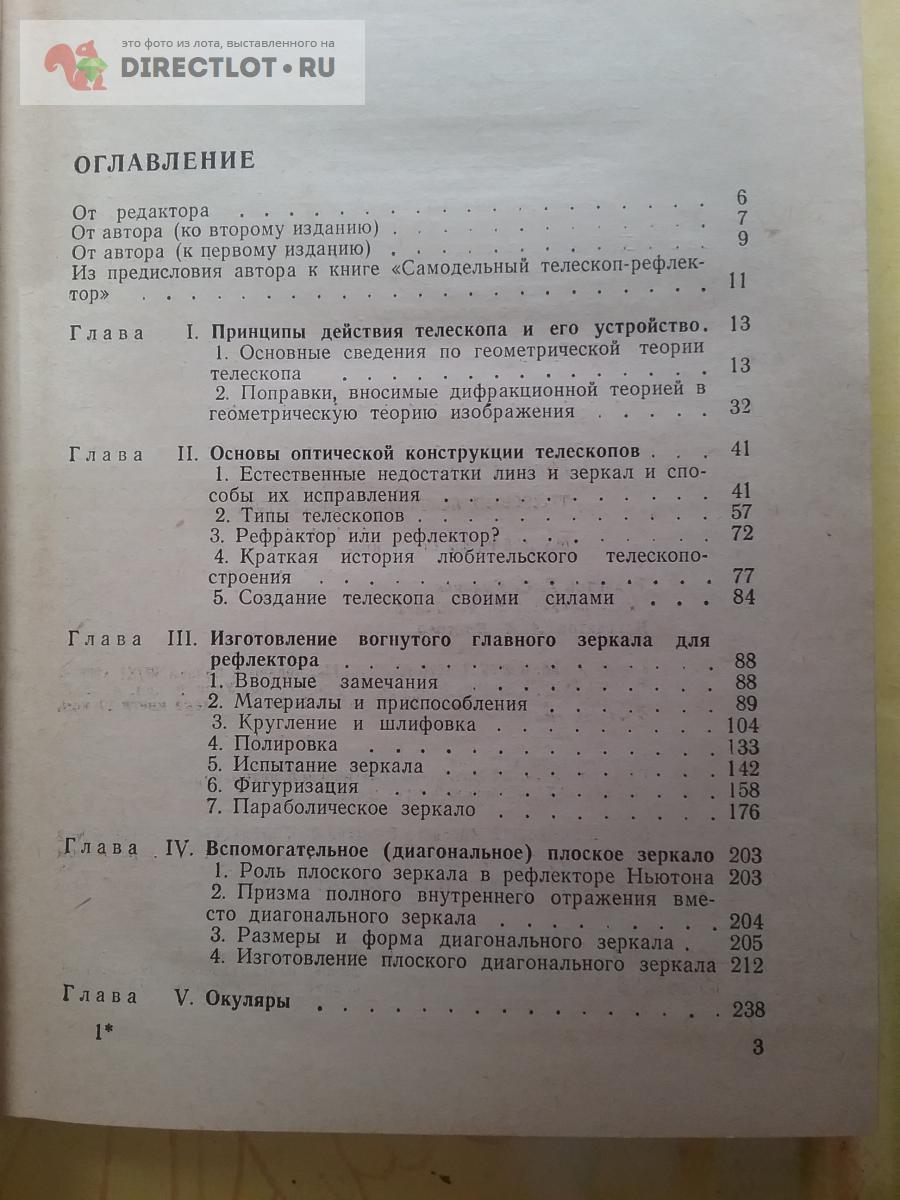 это фото из лота, выставленного на
DIRECTLOT.RU
ОГЛАВЛЕНИЕ
От редактора . . . . . . . . . . . . . . . . 6
От автора (ко второму изданию) . . . . . . . . . . . 7
От автора (к первому изданию) . . . . . . . . . . . 9
Из предисловия автора к книге «Самодельный телескоп-рефлек-
тор» . . . . . . . . . . . . . . . . . . . . 11
Глава I. Принципы действия телескопа и его устройство. 13
1. Основные сведения по геометрической теории
телескопа . . . . . . . . . . . . . . 13
2. Поправки, вносимые дифракционной теорией в
геометрическую теорию изображения . . . . . 32
Глава II. Основы оптической конструкции телескопов . . . 41
1. Естественные недостатки линз и зеркал и спо-
собы их исправления . . . . . . . . . . . 41
2. Типы телескопов . . . . . . . . . . . . 57
3. Рефрактор или рефлектор? . . . . . . . . 72
4. Краткая история любительского телескопо-
строения . . . . . . . . . . . . . . . 77
5. Создание телескопа своими силами . . . 84
Глава III. Изготовление вогнутого главного зеркала для
рефлектора . . . . . . . . . . . . . . 88
1. Вводные замечания . . . . . . . . . 88
2. Материалы и приспособления . . . . . . . 89
3. Кругление и шлифовка . . . . . . . . . 104
4. Полировка . . . . . . . . . . . . . 133
5. Испытание зеркала . . . . . . . . . . 142
6. Фигуризация . . . . . . . . . . . . 158
7. Параболическое зеркало . . . . . . . . . 176
Глава IV. Вспомогательное (диагональное) плоское зеркало 203
1. Роль плоского зеркала в рефлекторе Ньютона 203
2. Призма полного внутреннего отражения вме-
сто диагонального зеркала . . . . . . . . . 204
3. Размеры и форма диагонального зеркала . 205
4. Изготовление плоского диагонального зеркала 212
Глава V. Окуляры . . . . . . . . . . . . . . . . 238
1*
3